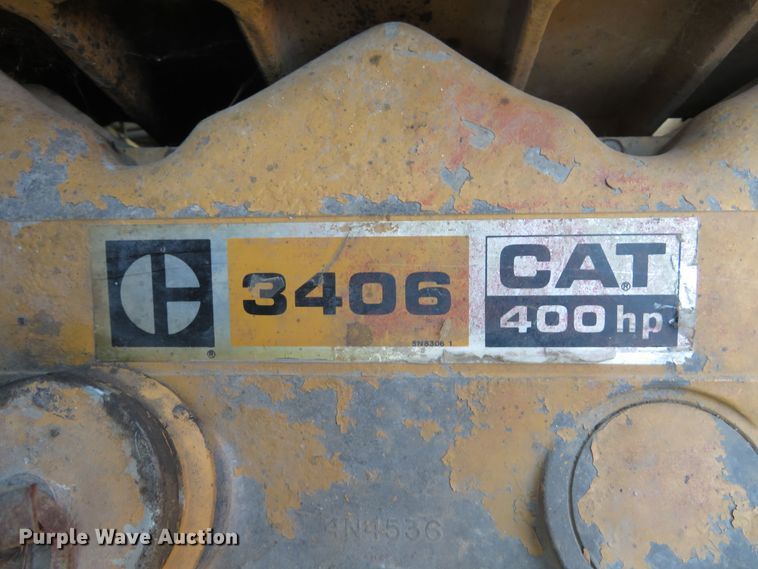 3406
CAT®
400 hp
®
5N8306 1
4N4536
Purple Wave Auction®